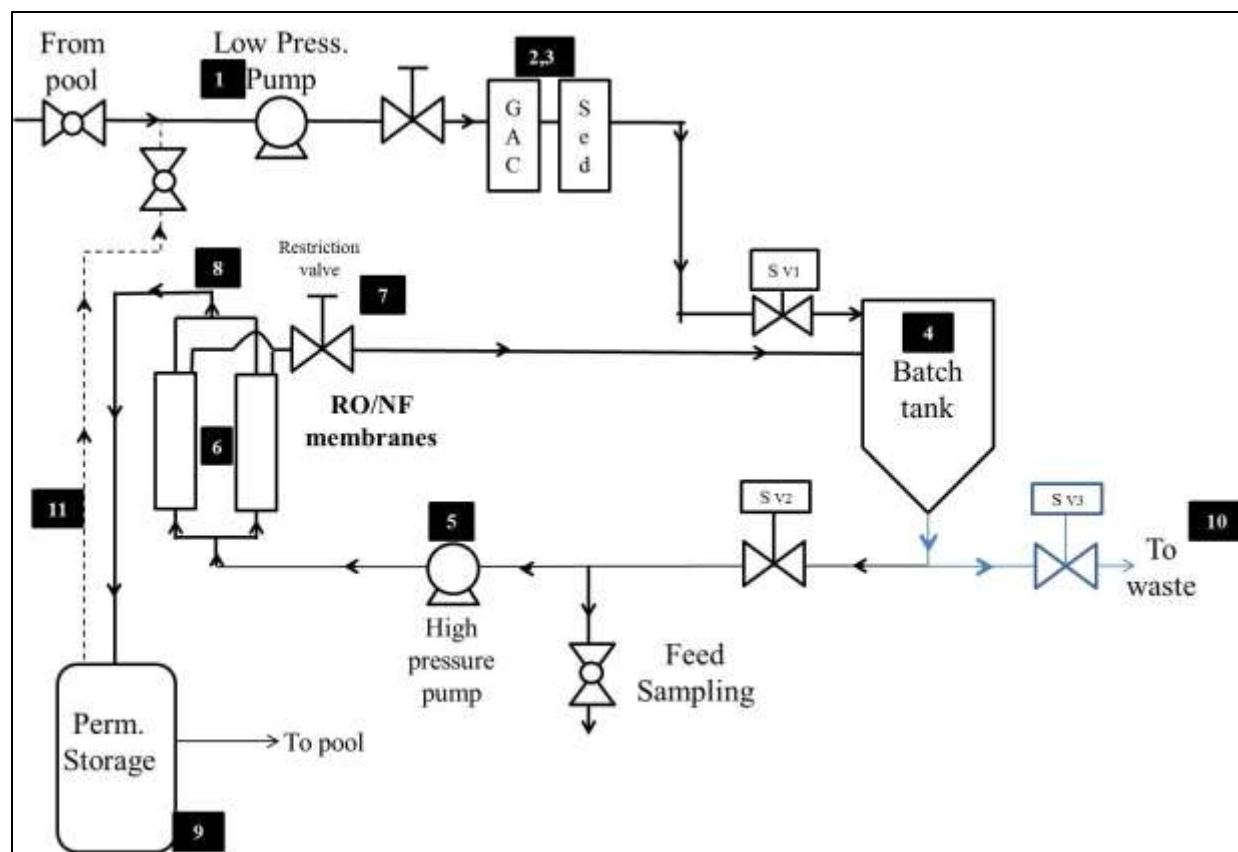 From
pool
Low Press.
1
Pump
2,3
G
A
C
S
e
d
8
Restriction
valve
7
S V1
4
Batch
tank
RO/NF
membranes
6
11
5
S V2
S V3
10
To
waste
High
pressure
pump
Feed
Sampling
Perm.
Storage
To pool
9